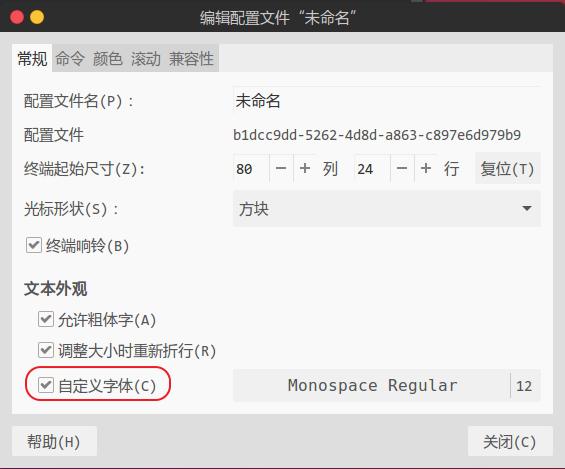 编辑配置文件“未命名”
常规 命令 颜色 滚动 兼容性
配置文件名(P)： 未命名
配置文件 b1dcc9dd-5262-4d8d-a863-c897e6d979b9
终端起始尺寸(Z): 80 − + 列 24 − + 行 复位(T)
光标形状(S)： 方块
终端响铃(B)
文本外观
允许粗体字(A)
调整大小时重新折行(R)
自定义字体(C) Monospace Regular 12
帮助(H) 关闭(C)